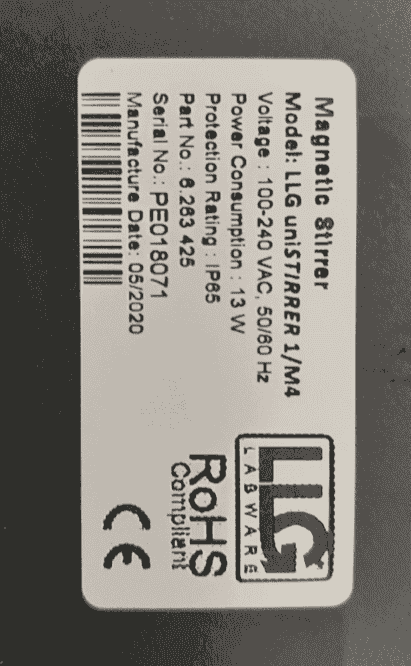 Magnetic Stirrer
Model: LLG uniSTIRRER 1/M4
Voltage : 100-240 VAC, 50/60 Hz
Power Consumption : 13 W
Protection Rating : IP65
Part No.: 6 263 425
Serial No.: PE018071
Manufacture Date: 05/2020
LLG
LABWARE
RoHS
Compliant
CE